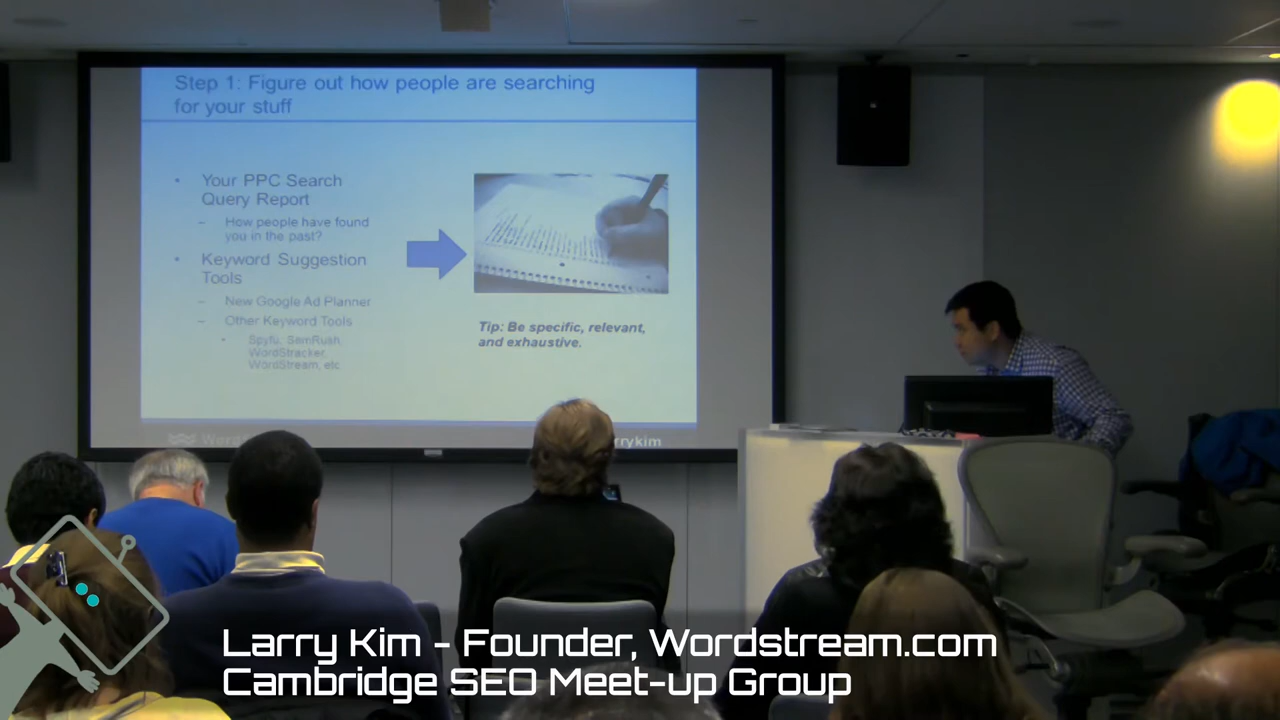 Step 1: Figure out how people are searching
for your stuff
• Your PPC Search
Query Report
– How people have found
you in the past?
• Keyword Suggestion
Tools
– New Google Ad Planner
– Other Keyword Tools
• Spyfu, SemRush,
WordStracker,
WordStream, etc
Tip: Be specific, relevant,
and exhaustive.
rrykim
Larry Kim - Founder, Wordstream.com
Cambridge SEO Meet-up Group